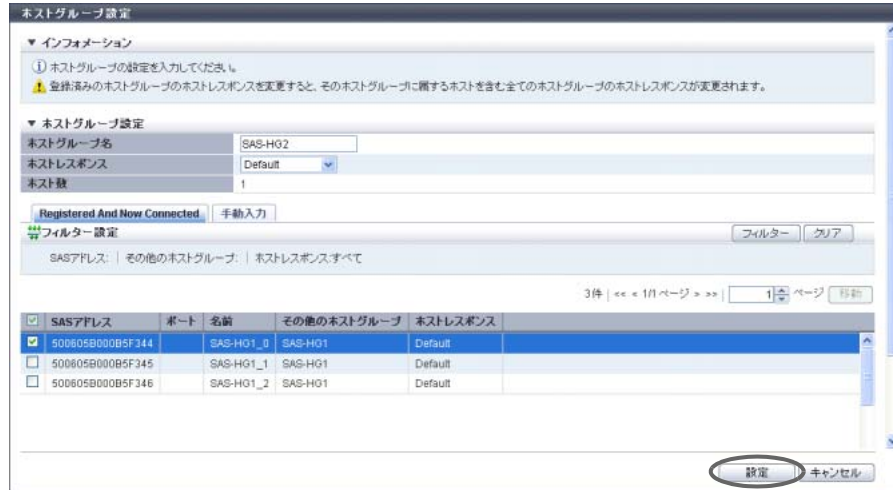 ホストグループ設定
▼ インフォメーション
ホストグループの設定を入力してください。
登録済みのホストグループのホストレスポンスを変更すると、そのホストグループに属するホストを含む全てのホストグループのホストレスポンスが変更されます。
▼ ホストグループ設定
ホストグループ名 SAS-HG2
ホストレスポンス Default
ホスト数 1
Registered And Now Connected 手動入力
フィルター設定 フィルター クリア
SASアドレス: | その他のホストグループ: | ホストレスポンス:すべて
3件 | << < 1/1 ページ > >> | 1 ページ 移動
SASアドレス ポート 名前 その他のホストグループ ホストレスポンス
500605B000B5F344 SAS-HG1_0 SAS-HG1 Default
500605B000B5F345 SAS-HG1_1 SAS-HG1 Default
500605B000B5F346 SAS-HG1_2 SAS-HG1 Default
設定 キャンセル